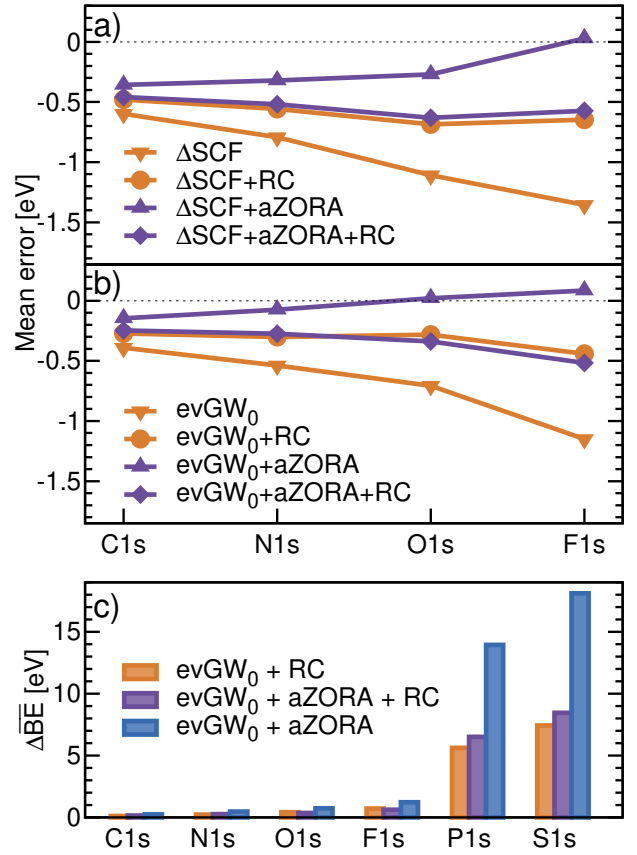 a)
0
-0.5
-1
-1.5
ΔSCF
ΔSCF+RC
ΔSCF+aZORA
ΔSCF+aZORA+RC
Mean error [eV]
b)
0
-0.5
-1
-1.5
evGW₀
evGW₀+RC
evGW₀+aZORA
evGW₀+aZORA+RC
C1s N1s O1s F1s
c)
15
10
5
0
ΔB̅E̅ [eV]
evGW₀ + RC
evGW₀ + aZORA + RC
evGW₀ + aZORA
C1s N1s O1s F1s P1s S1s